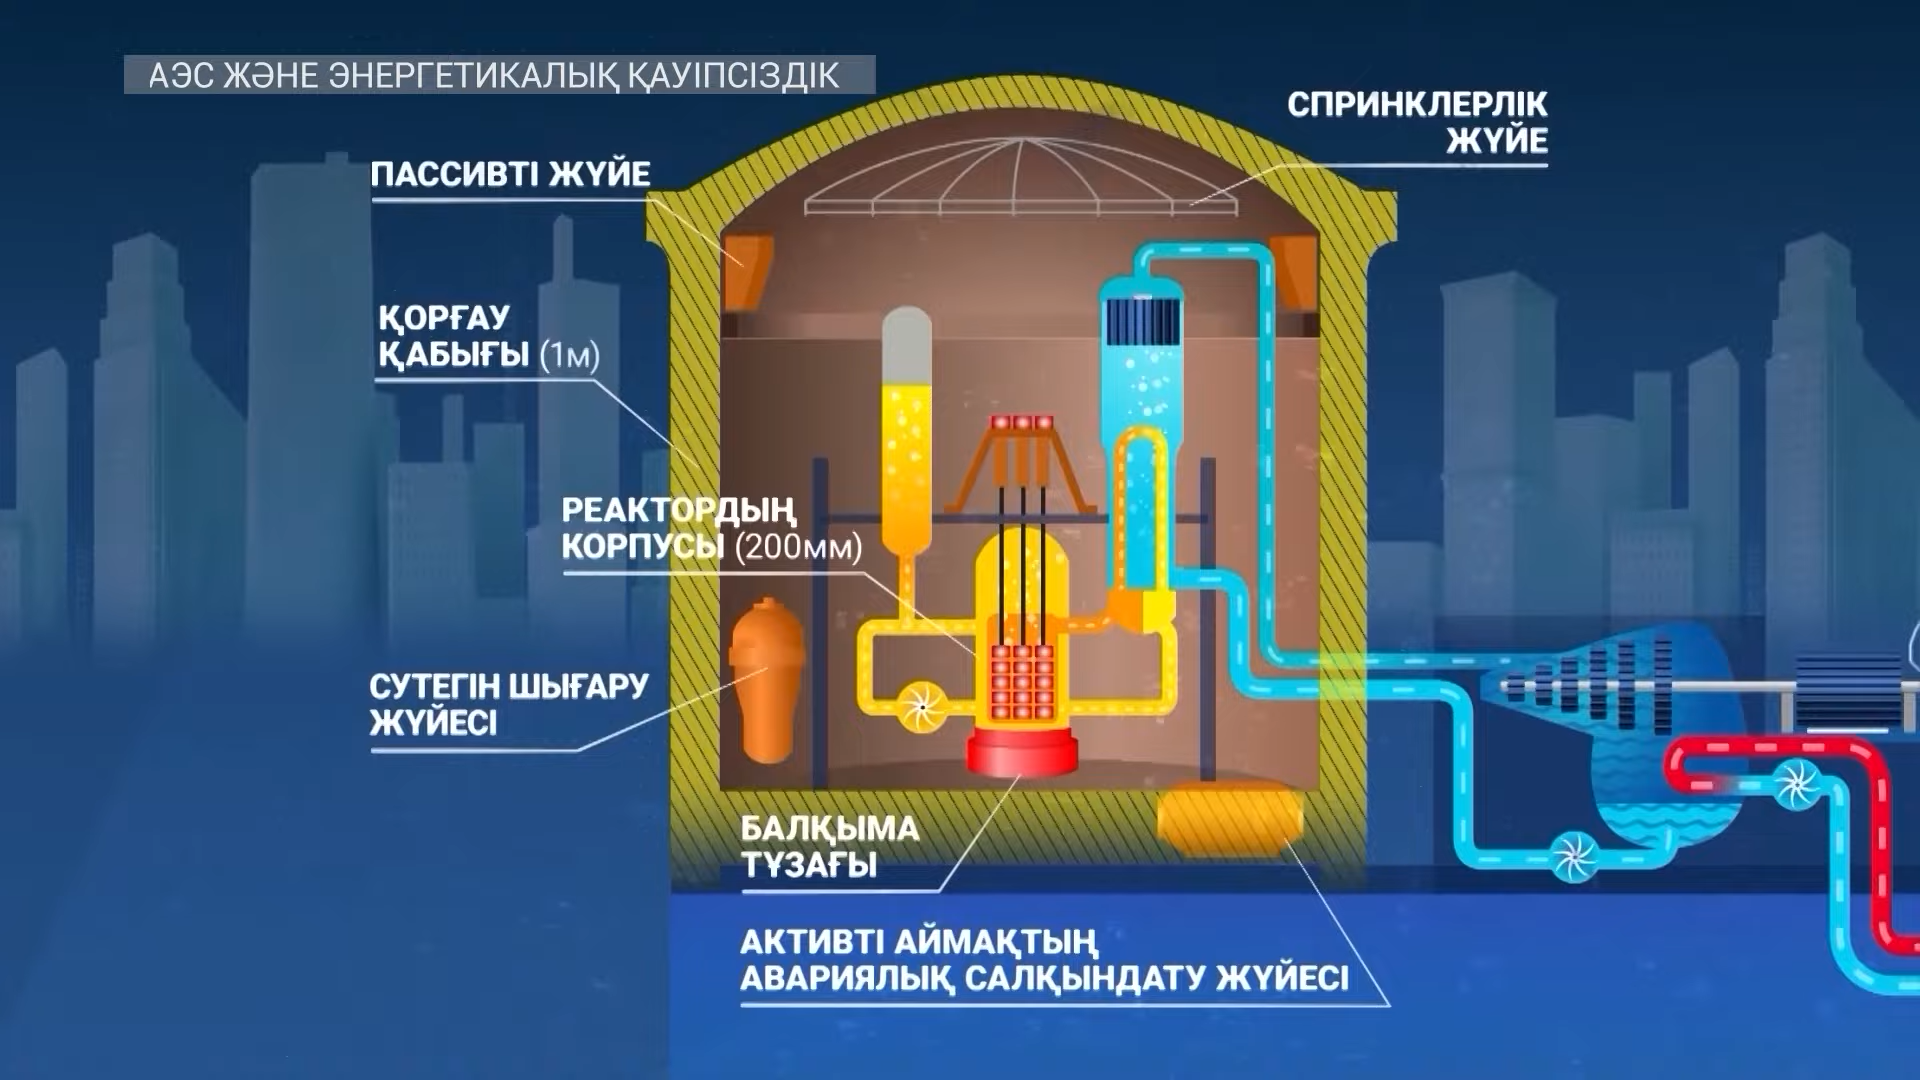 АЭС ЖӘНЕ ЭНЕРГЕТИКАЛЫҚ ҚАУІПСІЗДІК
СПРИНКЛЕРЛІК
ЖҮЙЕ
ПАССИВТІ ЖҮЙЕ
ҚОРҒАУ
ҚАБЫҒЫ (1м)
РЕАКТОРДЫҢ
КОРПУСЫ (200мм)
СУТЕГІН ШЫҒАРУ
ЖҮЙЕСІ
БАЛҚЫМА
ТҰЗАҒЫ
АКТИВТІ АЙМАҚТЫҢ
АВАРИЯЛЫҚ САЛҚЫНДАТУ ЖҮЙЕСІ